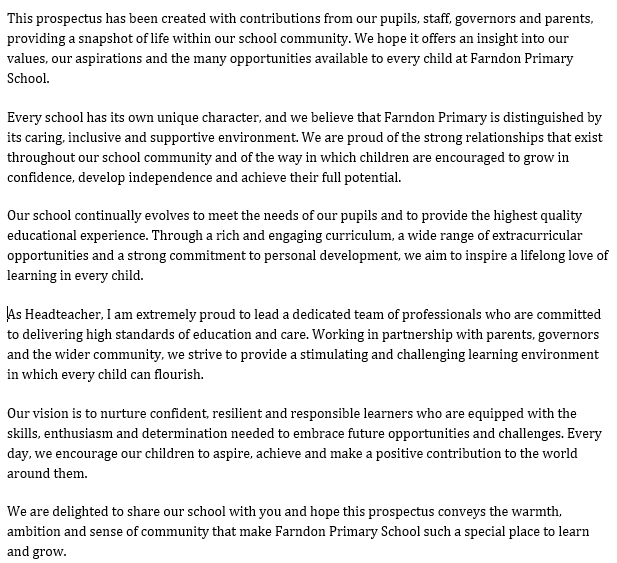 This prospectus has been created with contributions from our pupils, staff, governors and parents,
providing a snapshot of life within our school community. We hope it offers an insight into our
values, our aspirations and the many opportunities available to every child at Farndon Primary
School.
Every school has its own unique character, and we believe that Farndon Primary is distinguished by
its caring, inclusive and supportive environment. We are proud of the strong relationships that exist
throughout our school community and of the way in which children are encouraged to grow in
confidence, develop independence and achieve their full potential.
Our school continually evolves to meet the needs of our pupils and to provide the highest quality
educational experience. Through a rich and engaging curriculum, a wide range of extracurricular
opportunities and a strong commitment to personal development, we aim to inspire a lifelong love of
learning in every child.
As Headteacher, I am extremely proud to lead a dedicated team of professionals who are committed
to delivering high standards of education and care. Working in partnership with parents, governors
and the wider community, we strive to provide a stimulating and challenging learning environment
in which every child can flourish.
Our vision is to nurture confident, resilient and responsible learners who are equipped with the
skills, enthusiasm and determination needed to embrace future opportunities and challenges. Every
day, we encourage our children to aspire, achieve and make a positive contribution to the world
around them.
We are delighted to share our school with you and hope this prospectus conveys the warmth,
ambition and sense of community that make Farndon Primary School such a special place to learn
and grow.